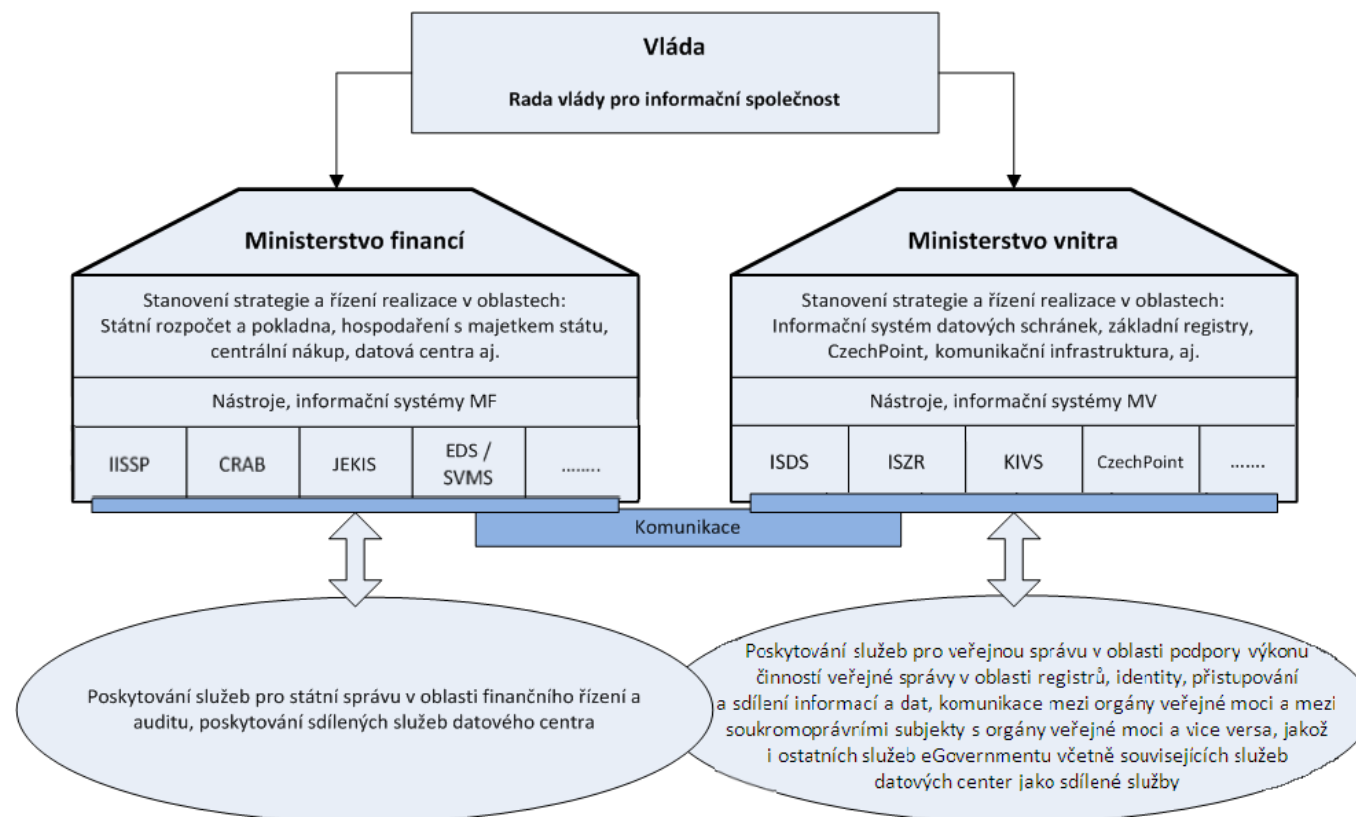 Vláda
Rada vlády pro informační společnost
Ministerstvo financí
Stanovení strategie a řízení realizace v oblastech:
Státní rozpočet a pokladna, hospodaření s majetkem státu,
centrální nákup, datová centra aj.
Nástroje, informační systémy MF
IISSP
CRAB
JEKIS
EDS /
SVMS
........
Ministerstvo vnitra
Stanovení strategie a řízení realizace v oblastech:
Informační systém datových schránek, základní registry,
CzechPoint, komunikační infrastruktura, aj.
Nástroje, informační systémy MV
ISDS
ISZR
KIVS
CzechPoint
.......
Komunikace
Poskytování služeb pro státní správu v oblasti finančního řízení a
auditu, poskytování sdílených služeb datového centra
Poskytování služeb pro veřejnou správu v oblasti podpory výkonu
činností veřejné správy v oblasti registrů, identity, přistupování
a sdílení informací a dat, komunikace mezi orgány veřejné moci a mezi
soukromoprávními subjekty s orgány veřejné moci a vice versa, jakož
i ostatních služeb eGovernmentu včetně souvisejících služeb
datových center jako sdílené služby